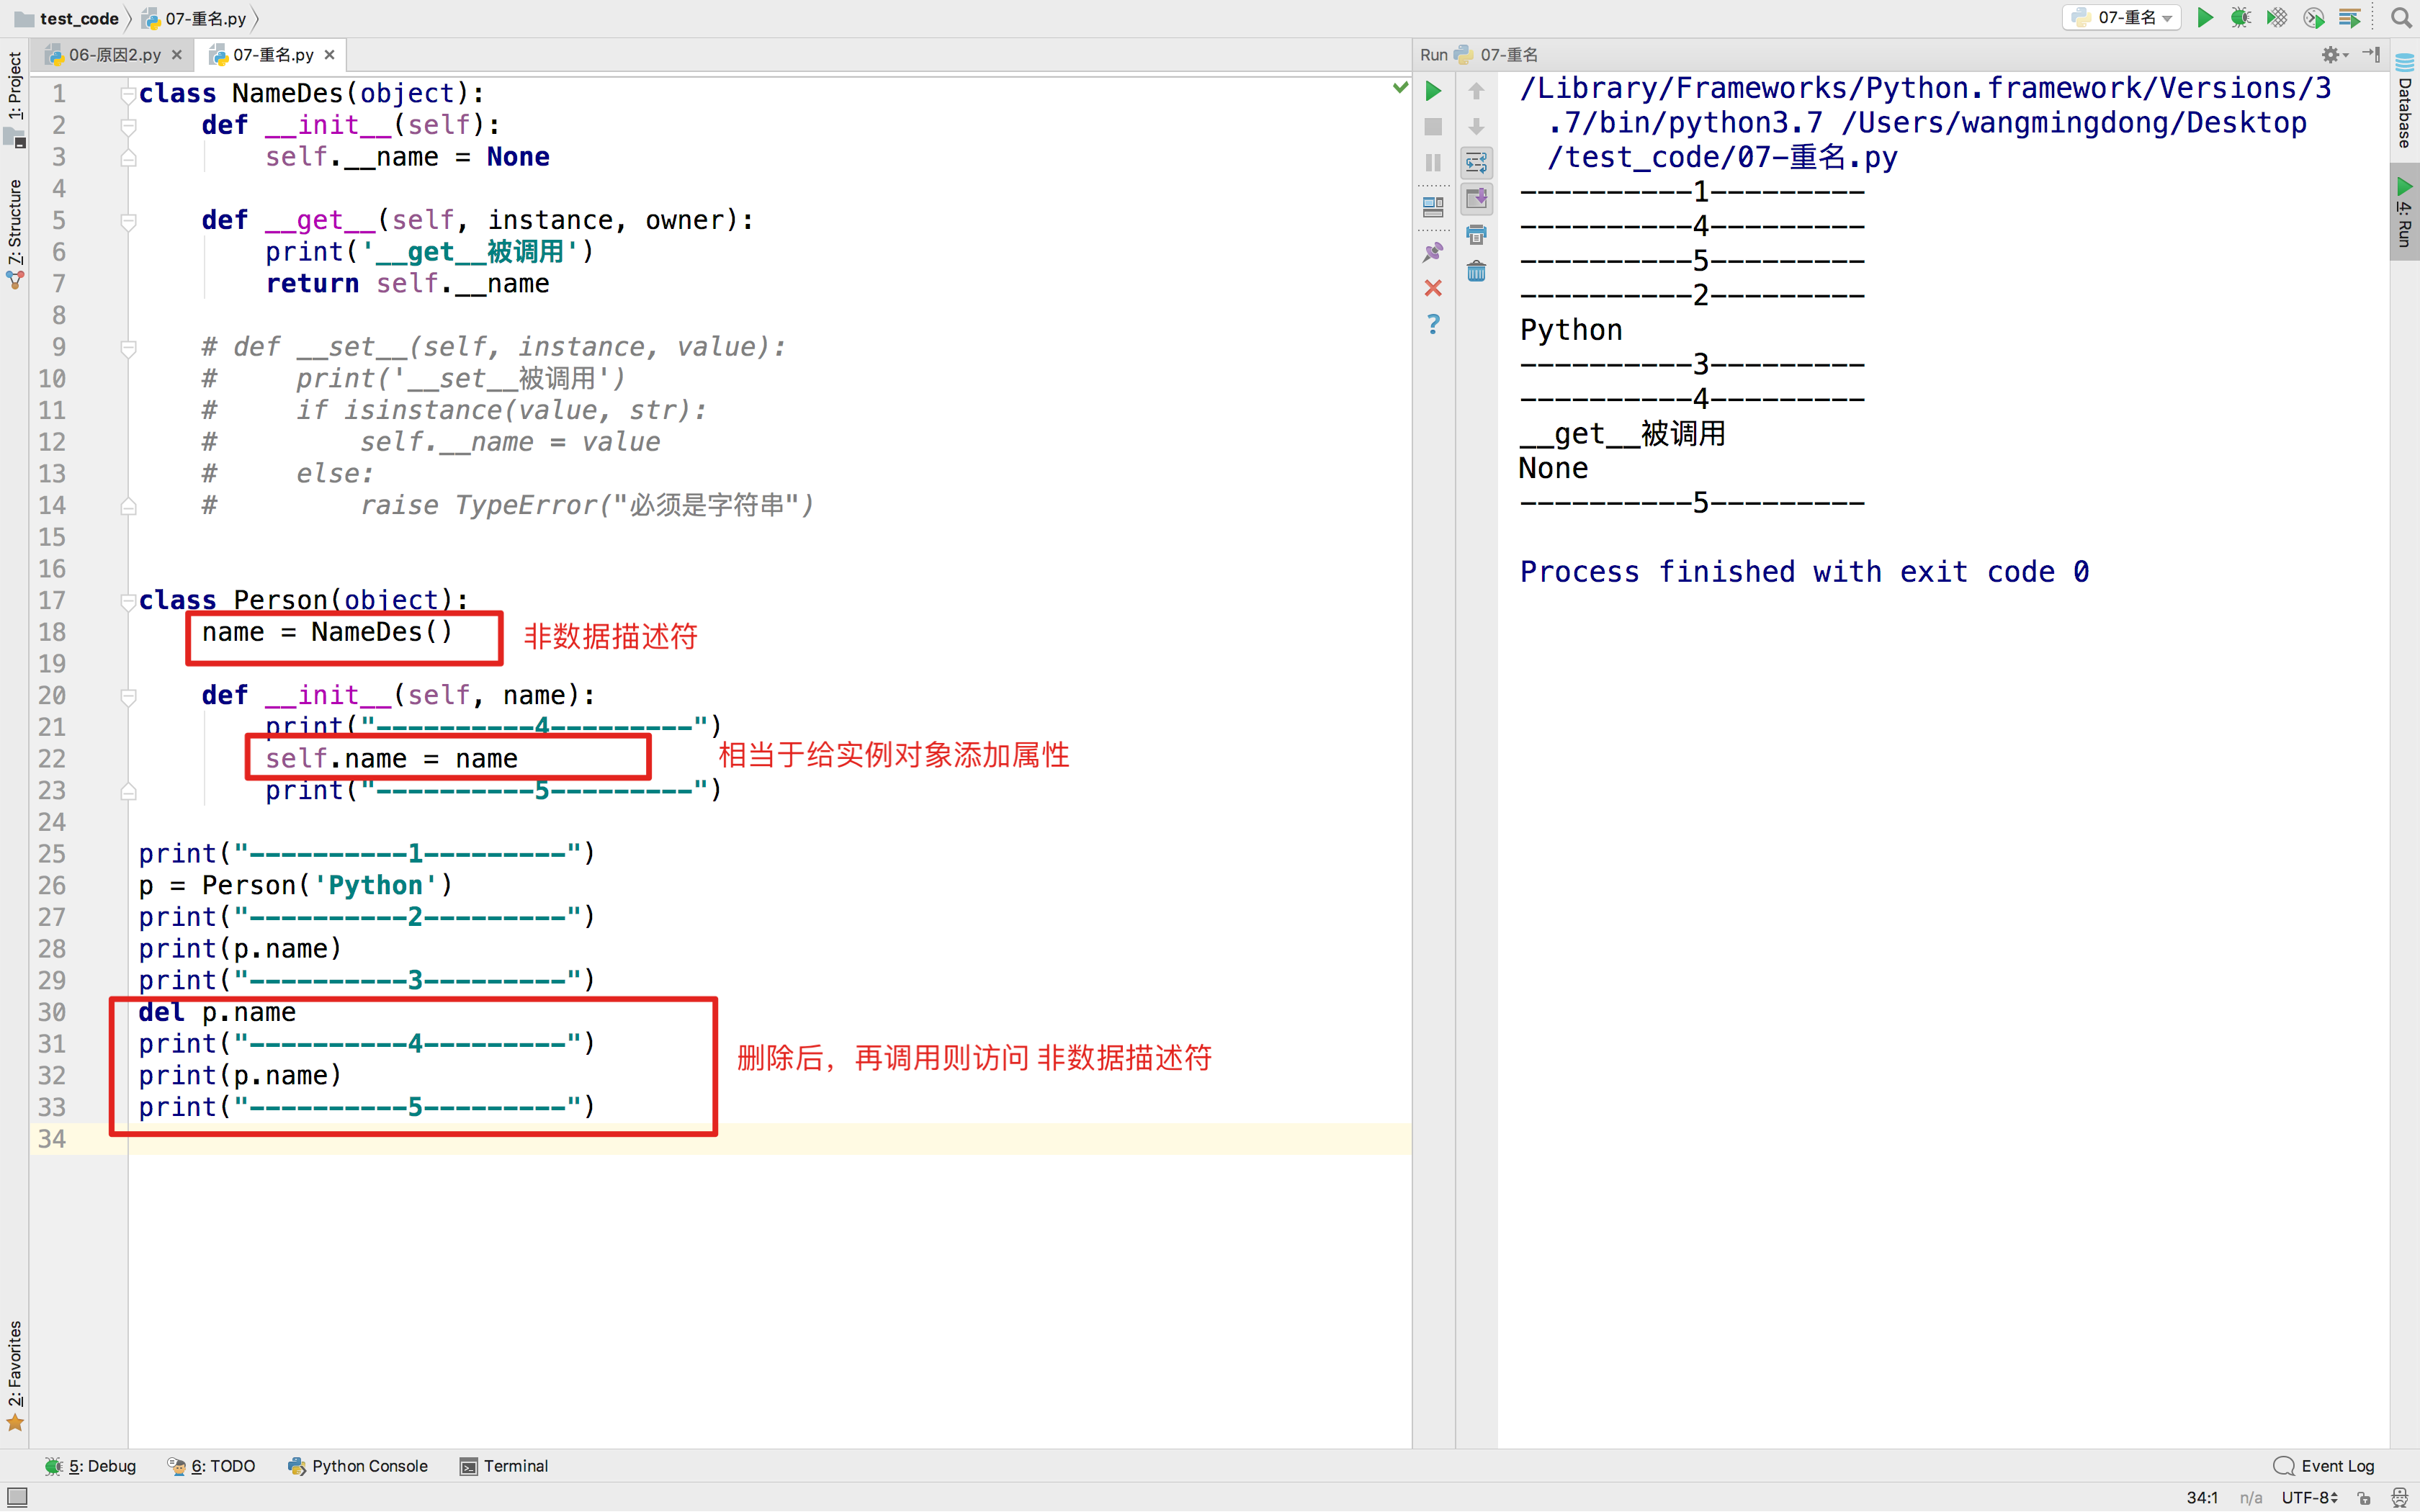 test_code 07-重名.py
07-重名
06-原因2.py 07-重名.py
Run 07-重名
1: Project
7: Structure
2: Favorites
Database
4: Run
1 class NameDes(object):
2     def __init__(self):
3         self.__name = None
4
5     def __get__(self, instance, owner):
6         print('__get__被调用')
7         return self.__name
8
9     # def __set__(self, instance, value):
10     #     print('__set__被调用')
11     #     if isinstance(value, str):
12     #         self.__name = value
13     #     else:
14     #         raise TypeError("必须是字符串")
15
16
17 class Person(object):
18     name = NameDes() 非数据描述符
19
20     def __init__(self, name):
21         print("----------4---------")
22         self.name = name 相当于给实例对象添加属性
23         print("----------5---------")
24
25 print("----------1---------")
26 p = Person('Python')
27 print("----------2---------")
28 print(p.name)
29 print("----------3---------")
30 del p.name
31 print("----------4---------")
删除后，再调用则访问 非数据描述符
32 print(p.name)
33 print("----------5---------")
34
/Library/Frameworks/Python.framework/Versions/3
.7/bin/python3.7 /Users/wangmingdong/Desktop
/test_code/07-重名.py
----------1---------
----------4---------
----------5---------
----------2---------
Python
----------3---------
----------4---------
__get__被调用
None
----------5---------
Process finished with exit code 0
5: Debug 6: TODO Python Console Terminal Event Log
34:1 n/a UTF-8